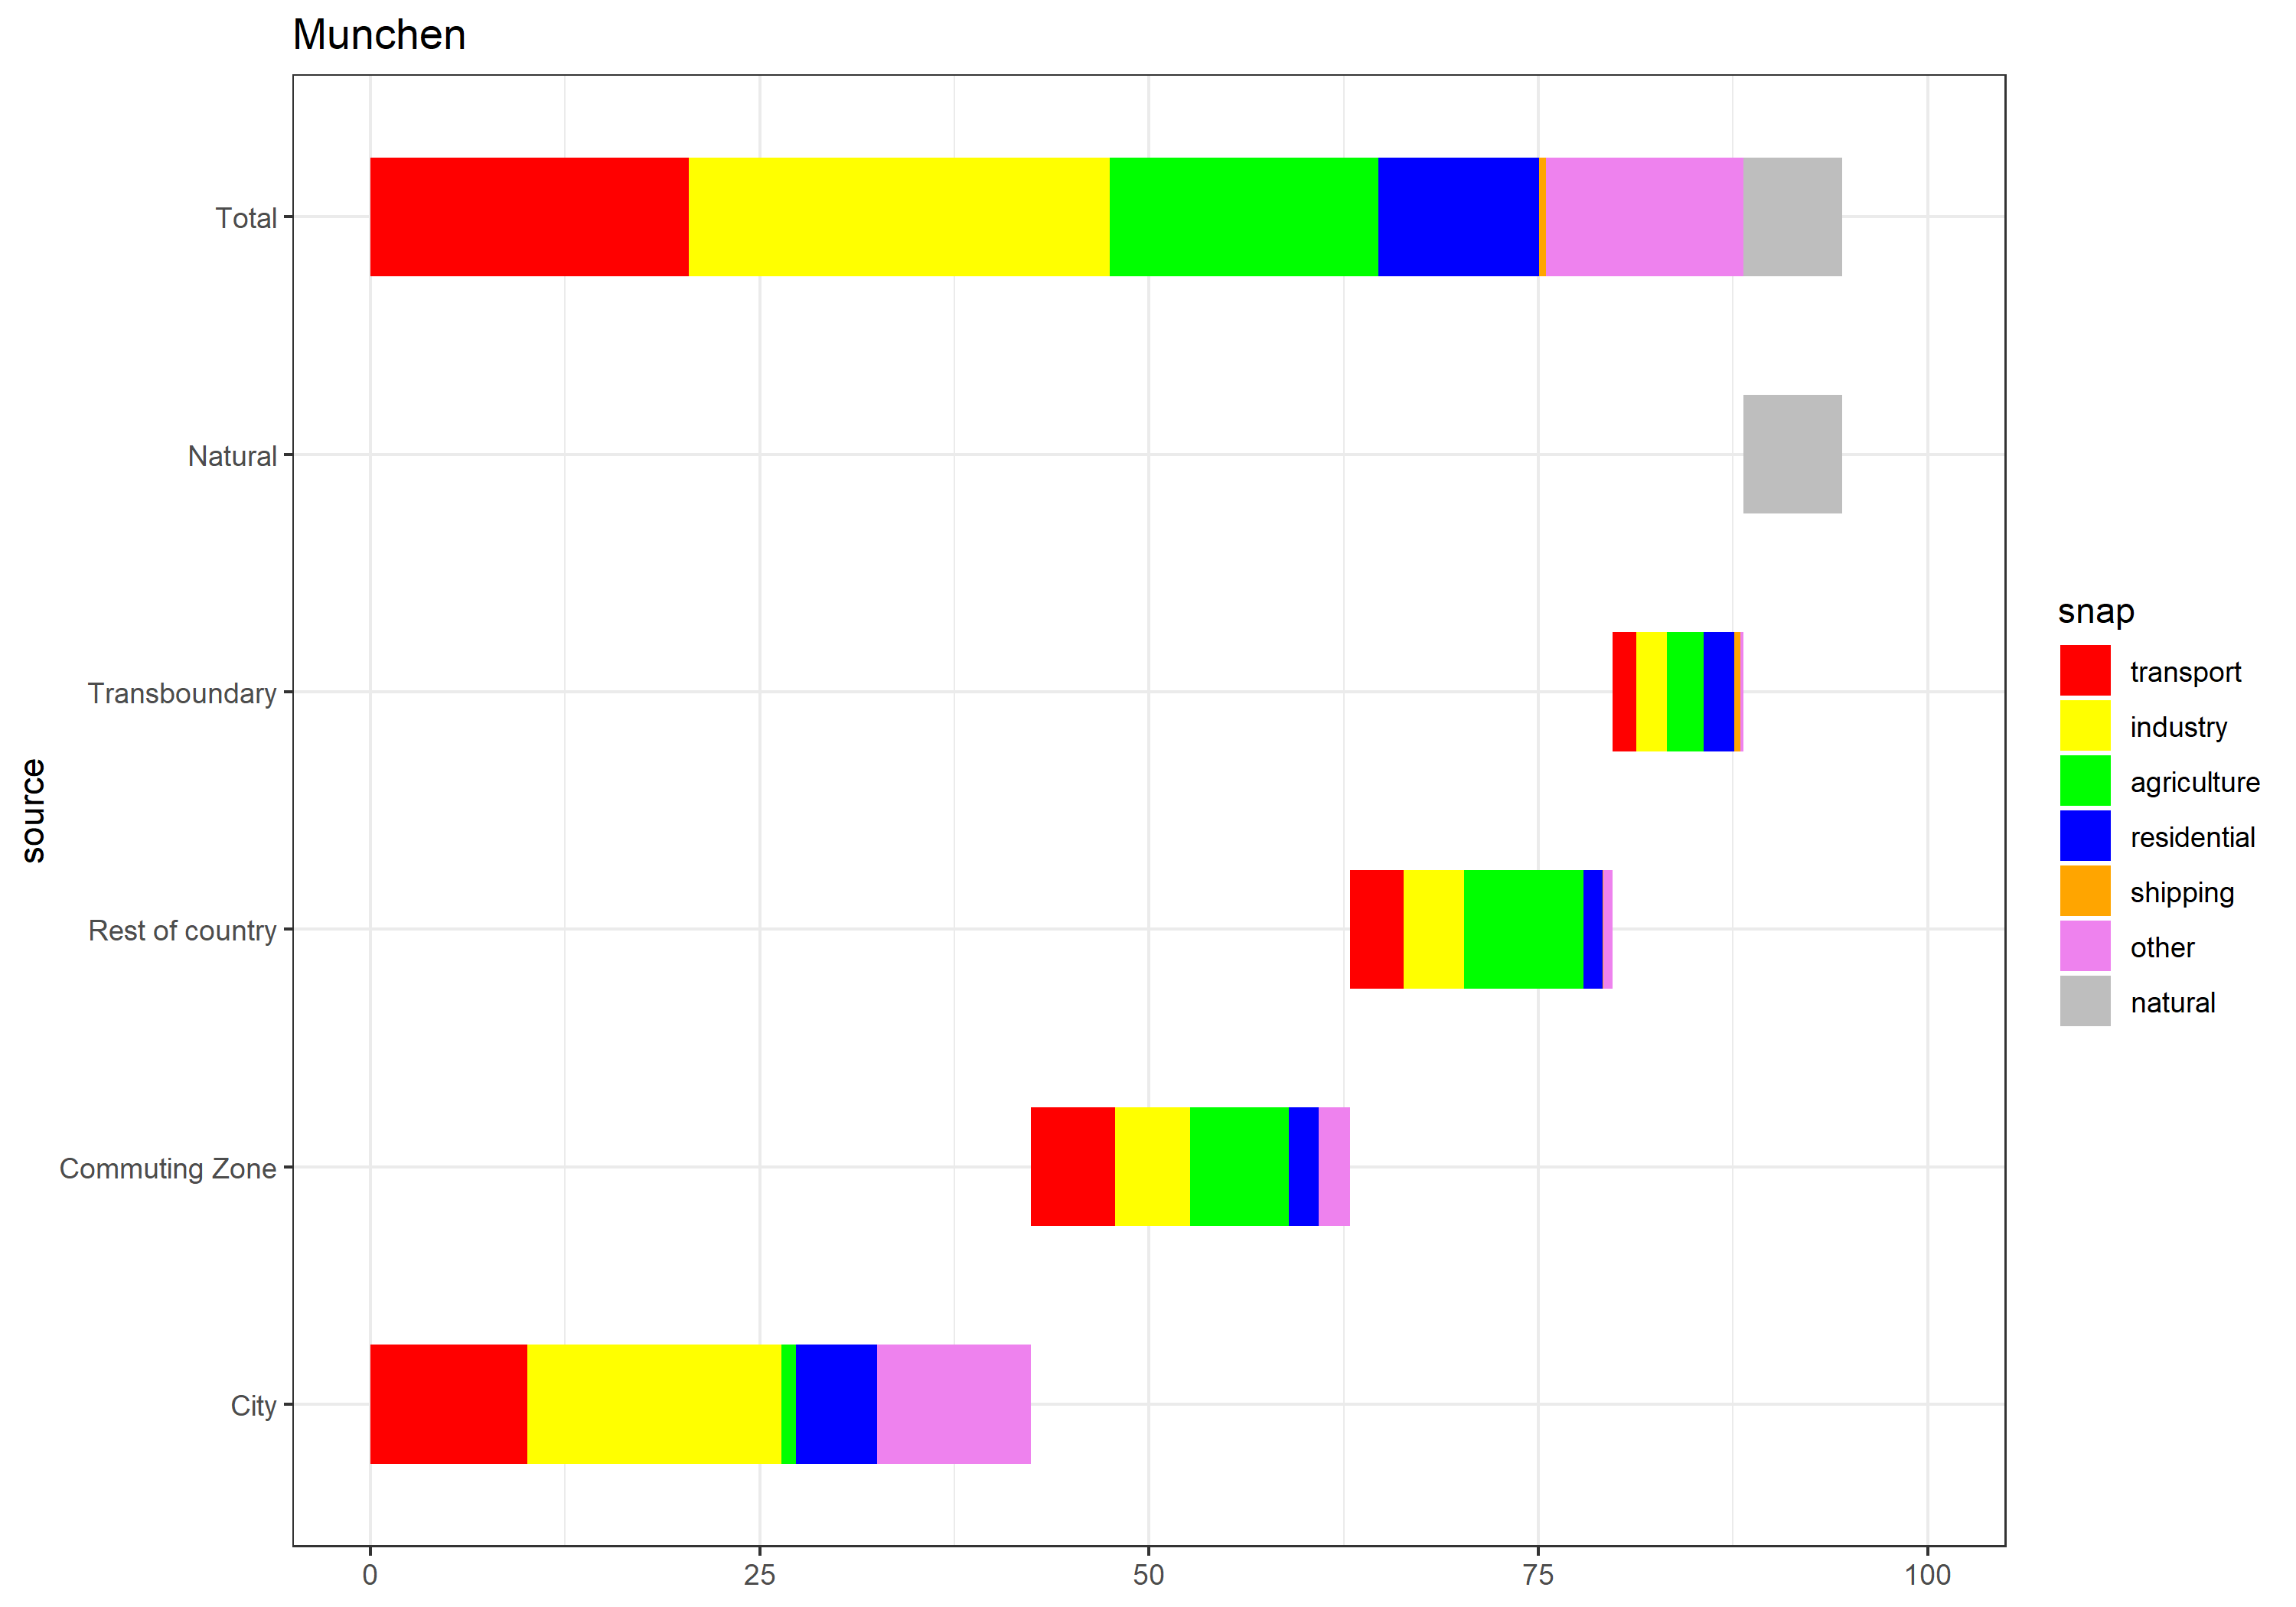 Munchen
source
Total
Natural
Transboundary
Rest of country
Commuting Zone
City
0 25 50 75 100
snap
transport
industry
agriculture
residential
shipping
other
natural